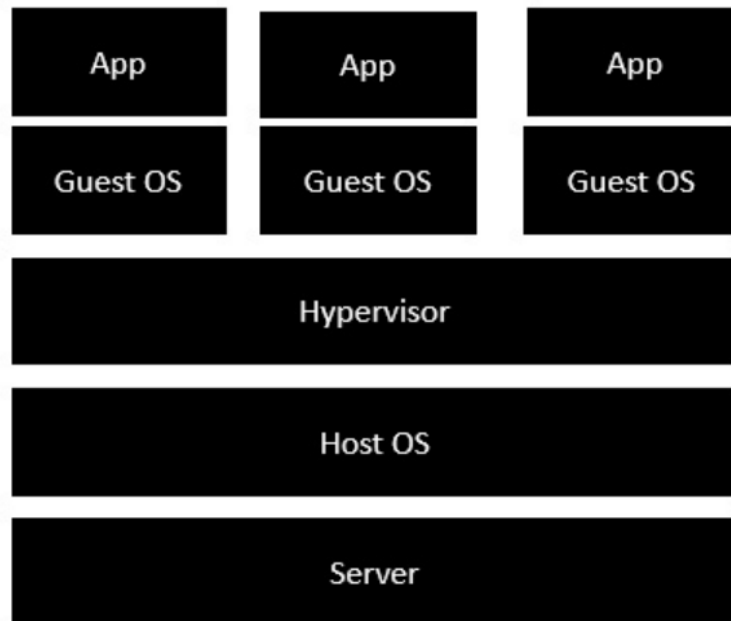 App
App
App
Guest OS
Guest OS
Guest OS
Hypervisor
Host OS
Server